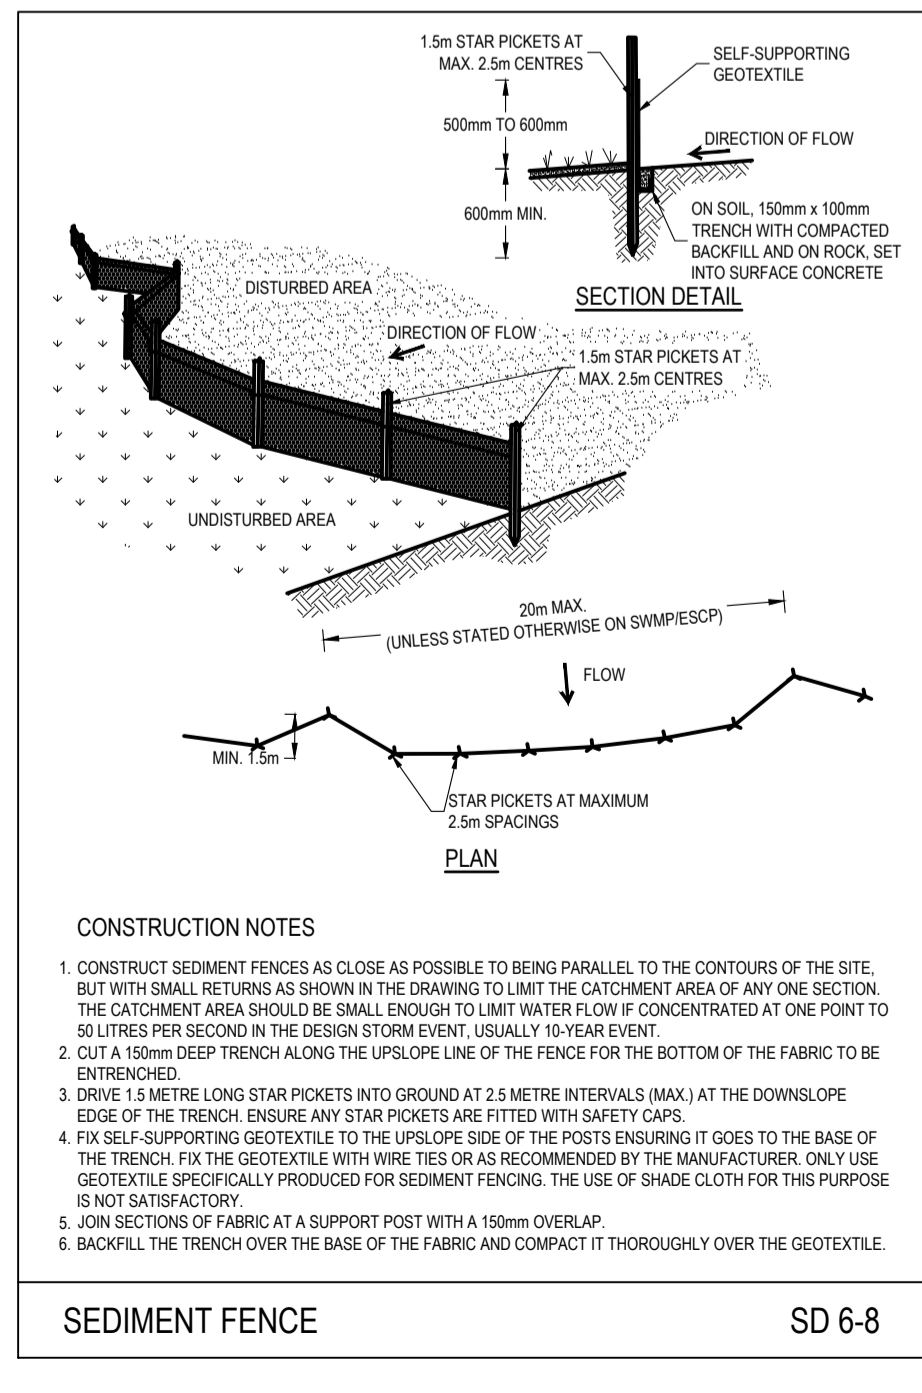 1.5m STAR PICKETS AT
MAX. 2.5m CENTRES
SELF-SUPPORTING
GEOTEXTILE
500mm TO 600mm
DIRECTION OF FLOW
600mm MIN.
ON SOIL, 150mm x 100mm
TRENCH WITH COMPACTED
BACKFILL AND ON ROCK, SET
INTO SURFACE CONCRETE
SECTION DETAIL
DISTURBED AREA
DIRECTION OF FLOW
1.5m STAR PICKETS AT
MAX. 2.5m CENTRES
UNDISTURBED AREA
20m MAX.
(UNLESS STATED OTHERWISE ON SWMP/ESCP)
FLOW
MIN. 1.5m
STAR PICKETS AT MAXIMUM
2.5m SPACINGS
PLAN
CONSTRUCTION NOTES
1. CONSTRUCT SEDIMENT FENCES AS CLOSE AS POSSIBLE TO BEING PARALLEL TO THE CONTOURS OF THE SITE,
BUT WITH SMALL RETURNS AS SHOWN IN THE DRAWING TO LIMIT THE CATCHMENT AREA OF ANY ONE SECTION.
THE CATCHMENT AREA SHOULD BE SMALL ENOUGH TO LIMIT WATER FLOW IF CONCENTRATED AT ONE POINT TO
50 LITRES PER SECOND IN THE DESIGN STORM EVENT, USUALLY 10-YEAR EVENT.
2. CUT A 150mm DEEP TRENCH ALONG THE UPSLOPE LINE OF THE FENCE FOR THE BOTTOM OF THE FABRIC TO BE
ENTRENCHED.
3. DRIVE 1.5 METRE LONG STAR PICKETS INTO GROUND AT 2.5 METRE INTERVALS (MAX.) AT THE DOWNSLOPE
EDGE OF THE TRENCH. ENSURE ANY STAR PICKETS ARE FITTED WITH SAFETY CAPS.
4. FIX SELF-SUPPORTING GEOTEXTILE TO THE UPSLOPE SIDE OF THE POSTS ENSURING IT GOES TO THE BASE OF
THE TRENCH. FIX THE GEOTEXTILE WITH WIRE TIES OR AS RECOMMENDED BY THE MANUFACTURER. ONLY USE
GEOTEXTILE SPECIFICALLY PRODUCED FOR SEDIMENT FENCING. THE USE OF SHADE CLOTH FOR THIS PURPOSE
IS NOT SATISFACTORY.
5. JOIN SECTIONS OF FABRIC AT A SUPPORT POST WITH A 150mm OVERLAP.
6. BACKFILL THE TRENCH OVER THE BASE OF THE FABRIC AND COMPACT IT THOROUGHLY OVER THE GEOTEXTILE.
SEDIMENT FENCE
SD 6-8